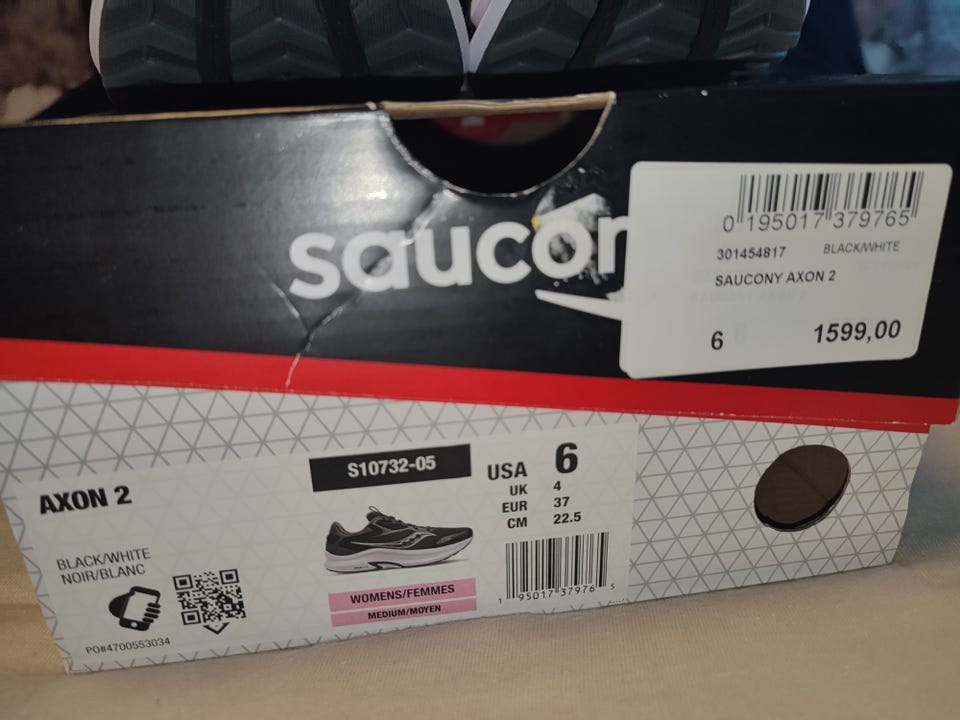 saucon
0 195017 379765
301454817 BLACK/WHITE
SAUCONY AXON 2
6 1599,00
AXON 2
S10732-05
USA 6
UK 4
EUR 37
CM 22.5
BLACK/WHITE
NOIR/BLANC
WOMENS/FEMMES
MEDIUM/MOYEN
1 95017 37976 5
PO#4700553034